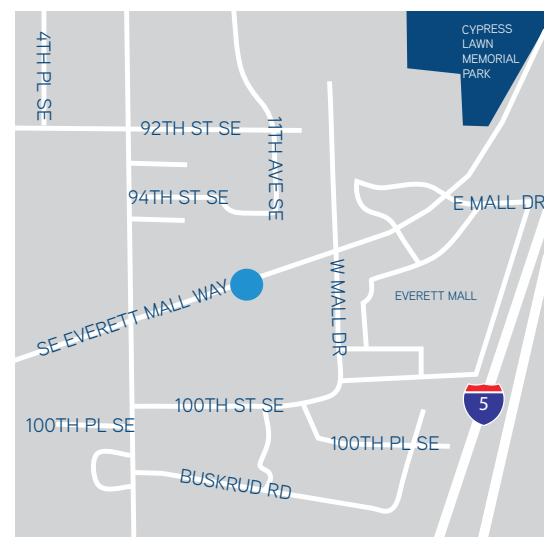 CYPRESS
LAWN
MEMORIAL
PARK
4TH PL SE
92TH ST SE
11TH AVE SE
94TH ST SE
E MALL DR
SE EVERETT MALL WAY
W MALL DR
EVERETT MALL
5
100TH ST SE
100TH PL SE
100TH PL SE
BUSKRUD RD